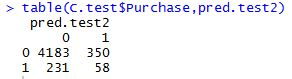 > table(C.test$Purchase,pred.test2)
pred.test2
0 1
0 4183 350
1 231 58